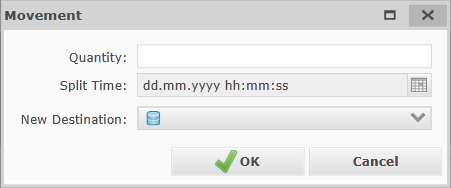 Movement
Quantity:
Split Time: dd.mm.yyyy hh:mm:ss
New Destination:
OK Cancel